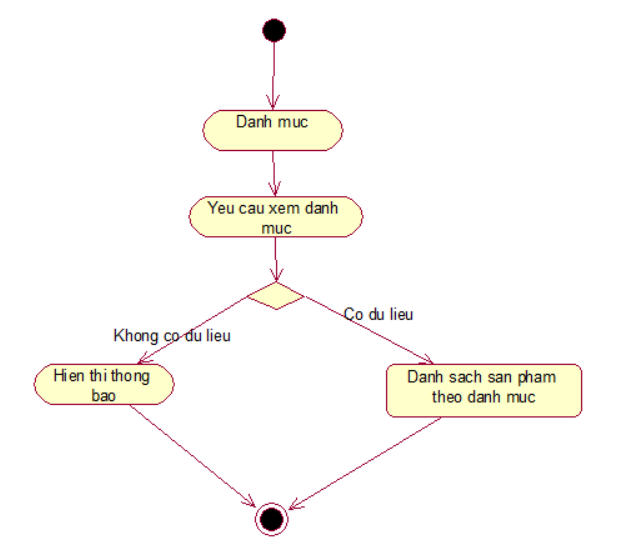 Danh muc
Yeu cau xem danh
muc
Co du lieu
Khong co du lieu
Hien thi thong
bao
Danh sach san pham
theo danh muc